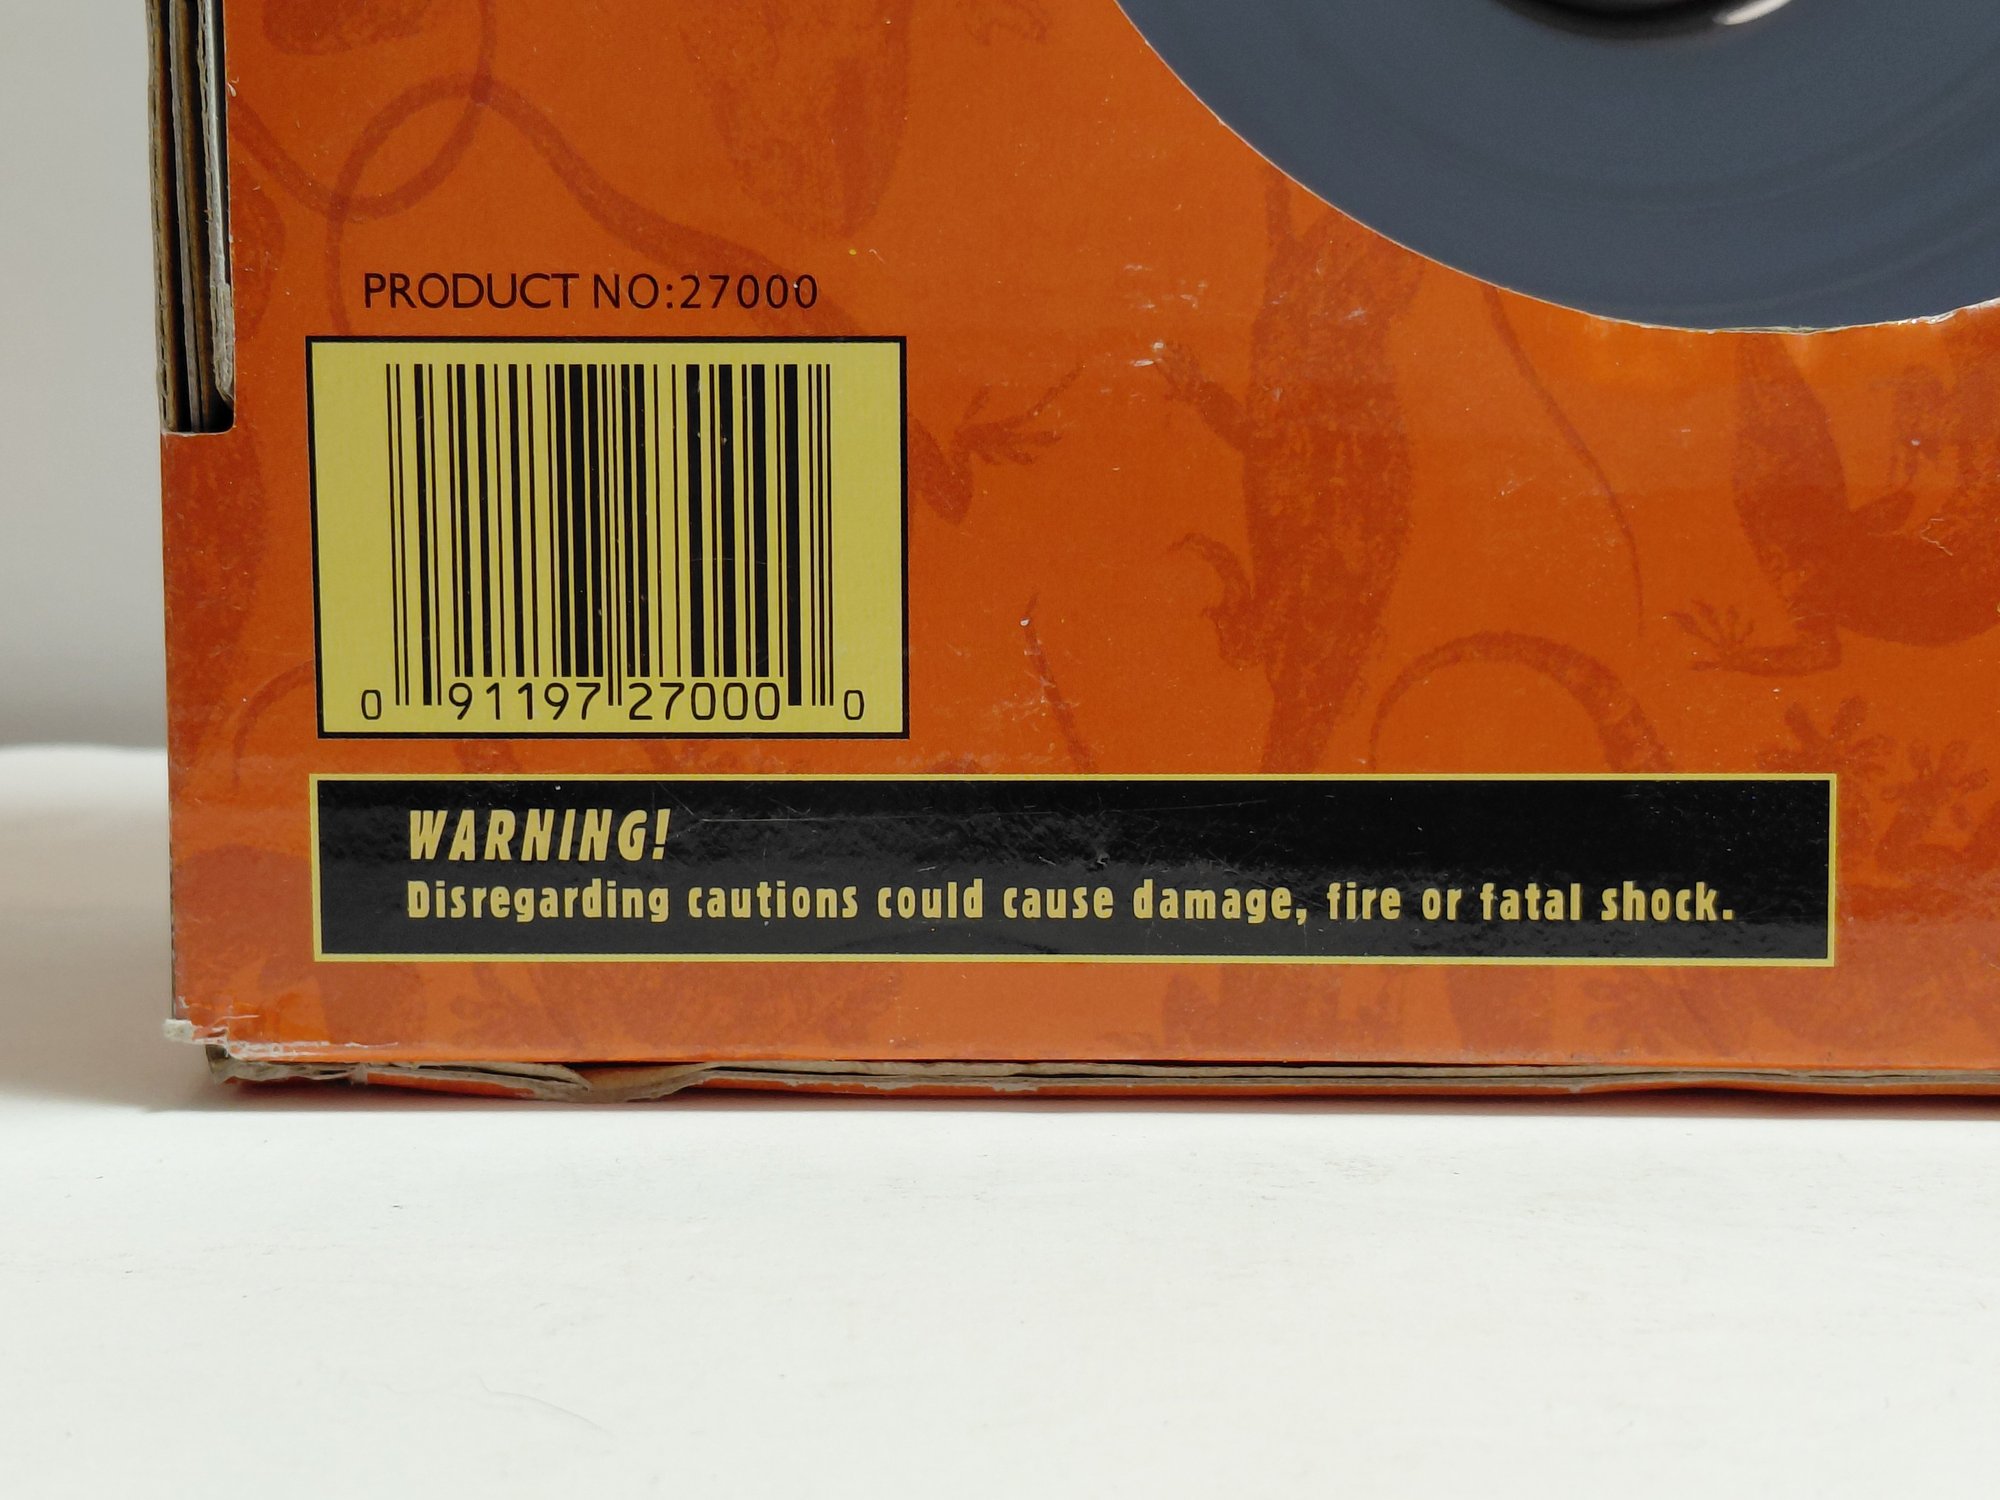 PRODUCT NO:27000
0 91197 27000 0
WARNING!
Disregarding cautions could cause damage, fire or fatal shock.